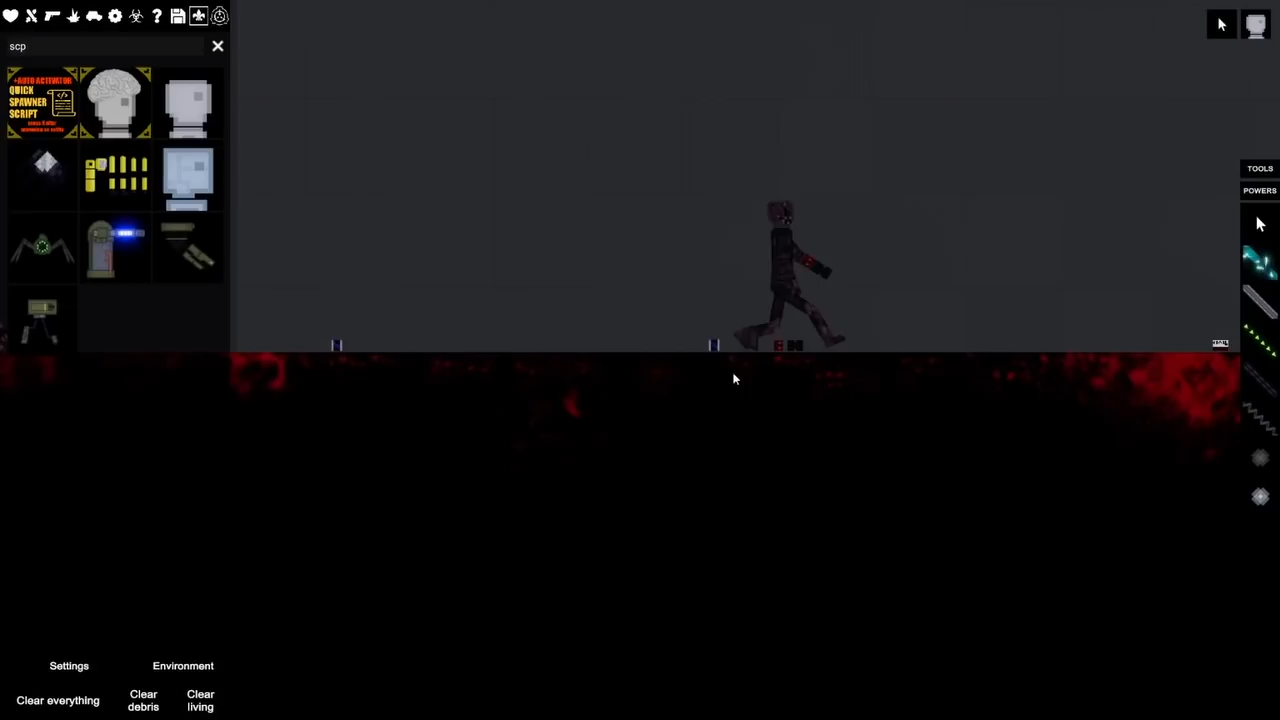 scp
+AUTO ACTIVATOR
QUICK
SPAWNER
SCRIPT
TOOLS
POWERS
Settings
Environment
Clear everything
Clear
debris
Clear
living